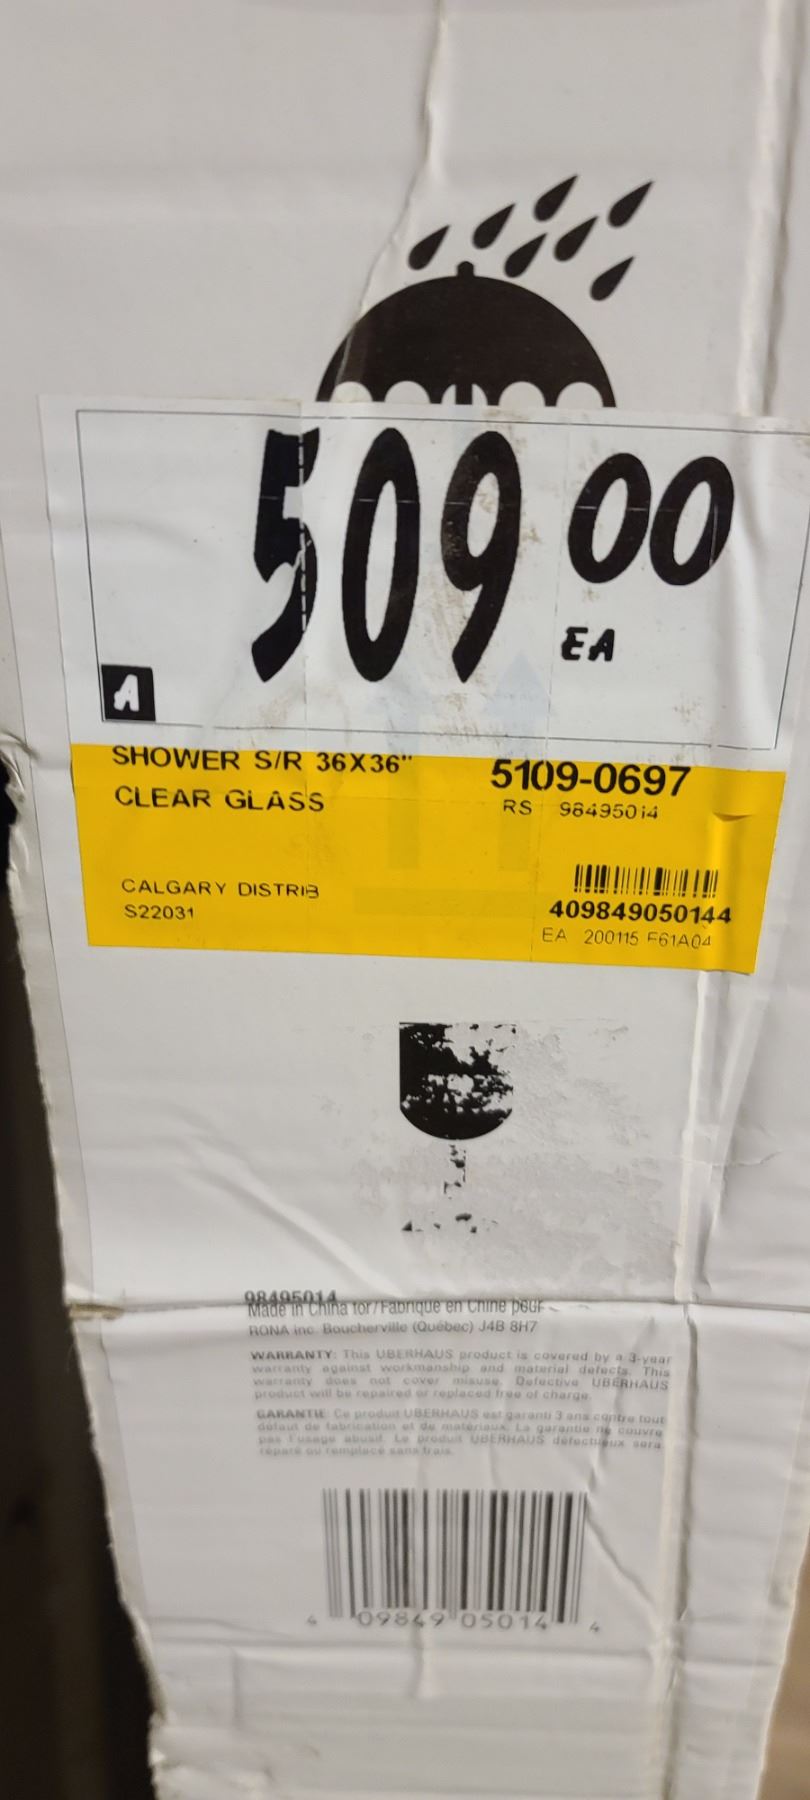 509 00
EA
A
SHOWER S/R 36X36"
CLEAR GLASS
5109-0697
RS 98495014
CALGARY DISTRIB
S22031
409849050144
EA 200115 F61A04
98495014
Made in China for/Fabriqué en Chine pour
RONA inc. Boucherville (Québec) J4B 8H7
WARRANTY: This UBERHAUS product is covered by a 3-year
warranty against workmanship and material defects. This
warranty does not cover misuse. Defective UBERHAUS
product will be repaired or replaced free of charge.
GARANTIE: Ce produit UBERHAUS est garanti 3 ans contre tout
défaut de fabrication et de matériaux. La garantie ne couvre
pas l'usage abusif. Le produit UBERHAUS défectueux sera
réparé ou remplacé sans frais.
4 09849 05014 4